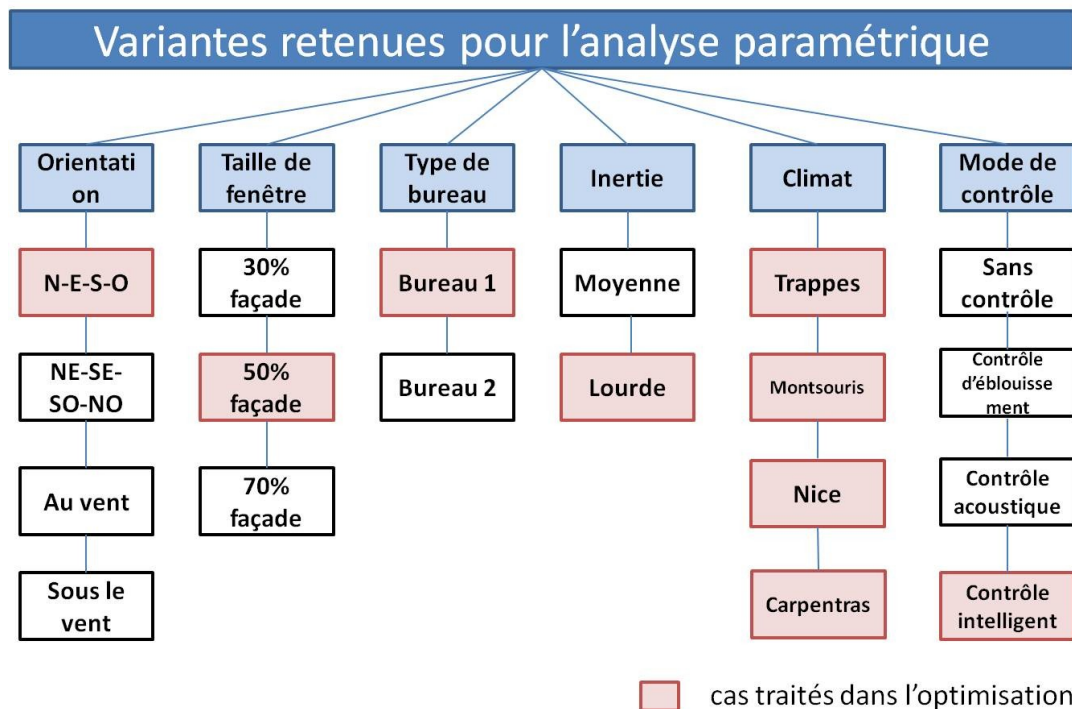 Variantes retenues pour l'analyse paramétrique
Orientati
on
Taille de
fenêtre
Type de
bureau
Inertie
Climat
Mode de
contrôle
N-E-S-O
30%
façade
Bureau 1
Moyenne
Trappes
Sans
contrôle
NE-SE-
SO-NO
50%
façade
Bureau 2
Lourde
Montsouris
Contrôle
d'éblouisse
ment
Au vent
70%
façade
Nice
Contrôle
acoustique
Sous le
vent
Carpentras
Contrôle
intelligent
cas traités dans l'optimisation